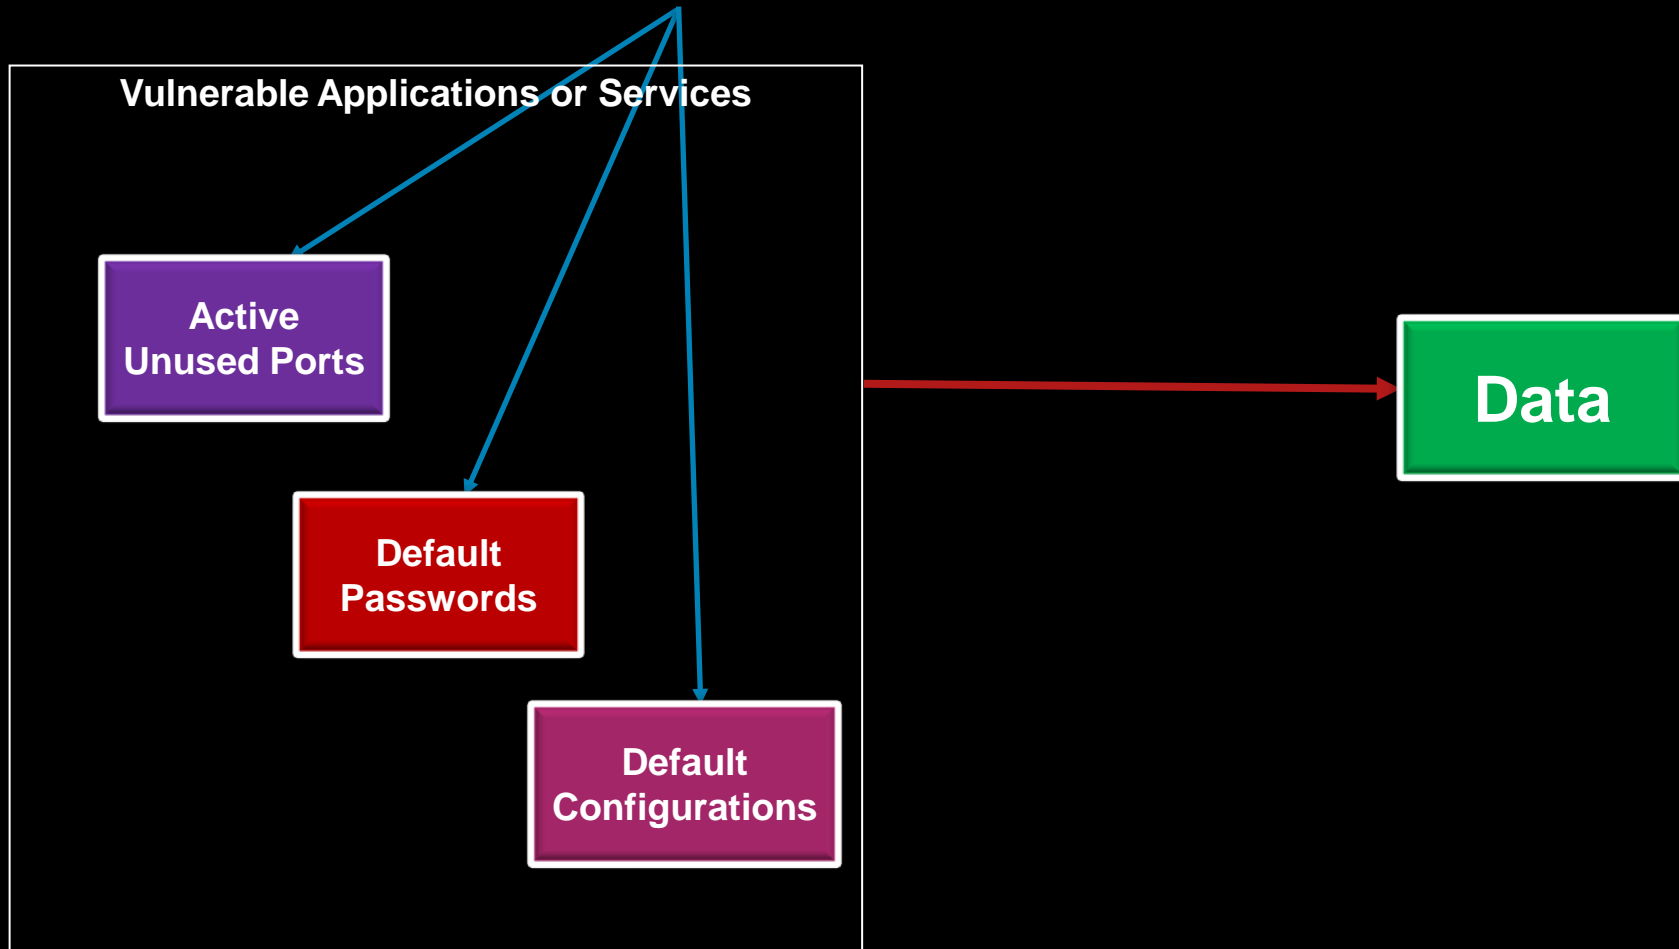 Vulnerable Applications or Services
Active
Unused Ports
Data
Default
Passwords
Default
Configurations